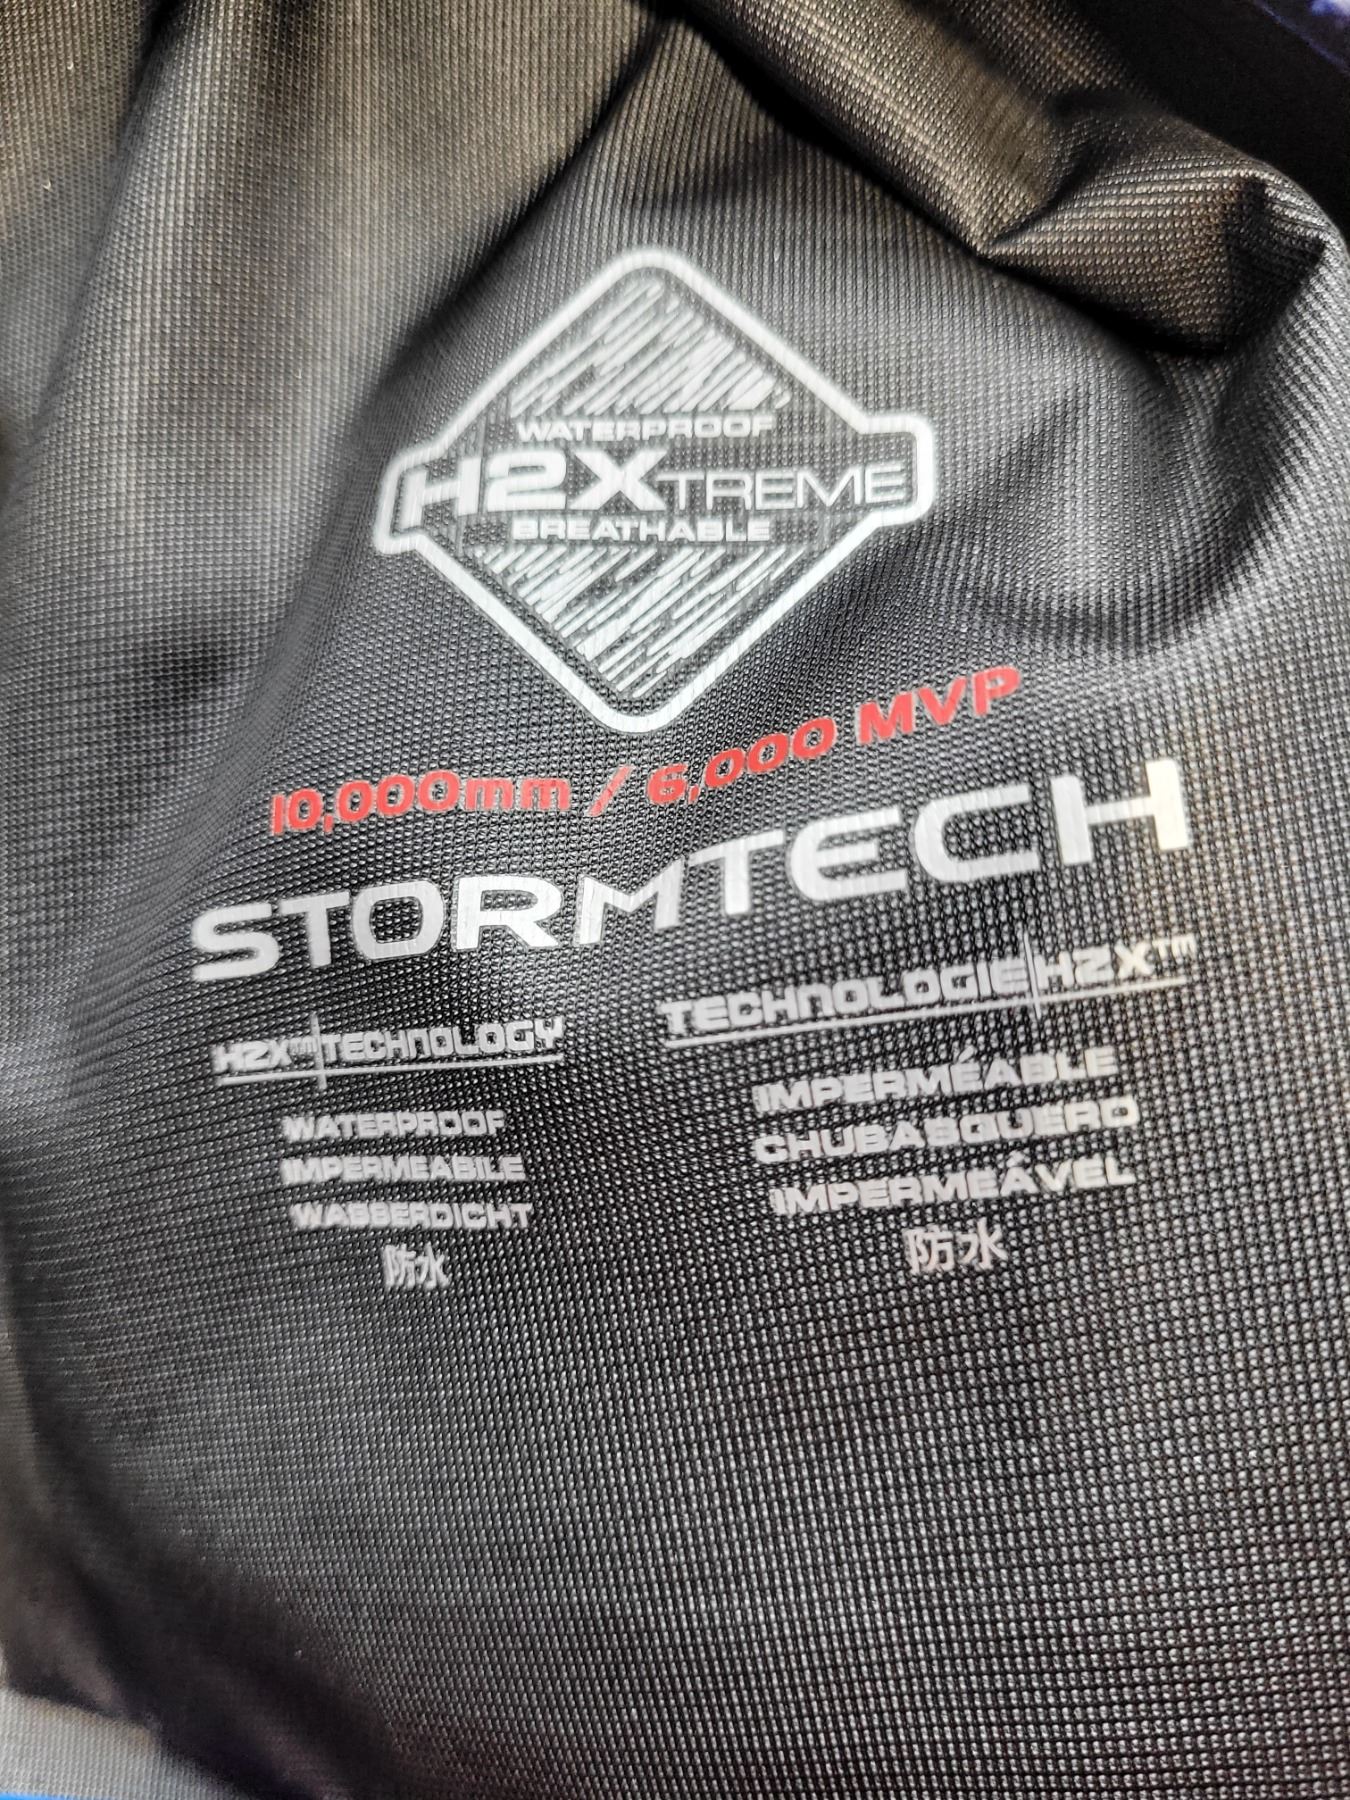 WATERPROOF
H2XTREME
BREATHABLE
10,000mm / 6,000 MVP
STORMTECH
H2X™ TECHNOLOGY
WATERPROOF
IMPERMEABILE
WASSERDICHT
防水
TECHNOLOGIE H2X™
IMPERMÉABLE
CHUBASQUERO
IMPERMEÁVEL
防水